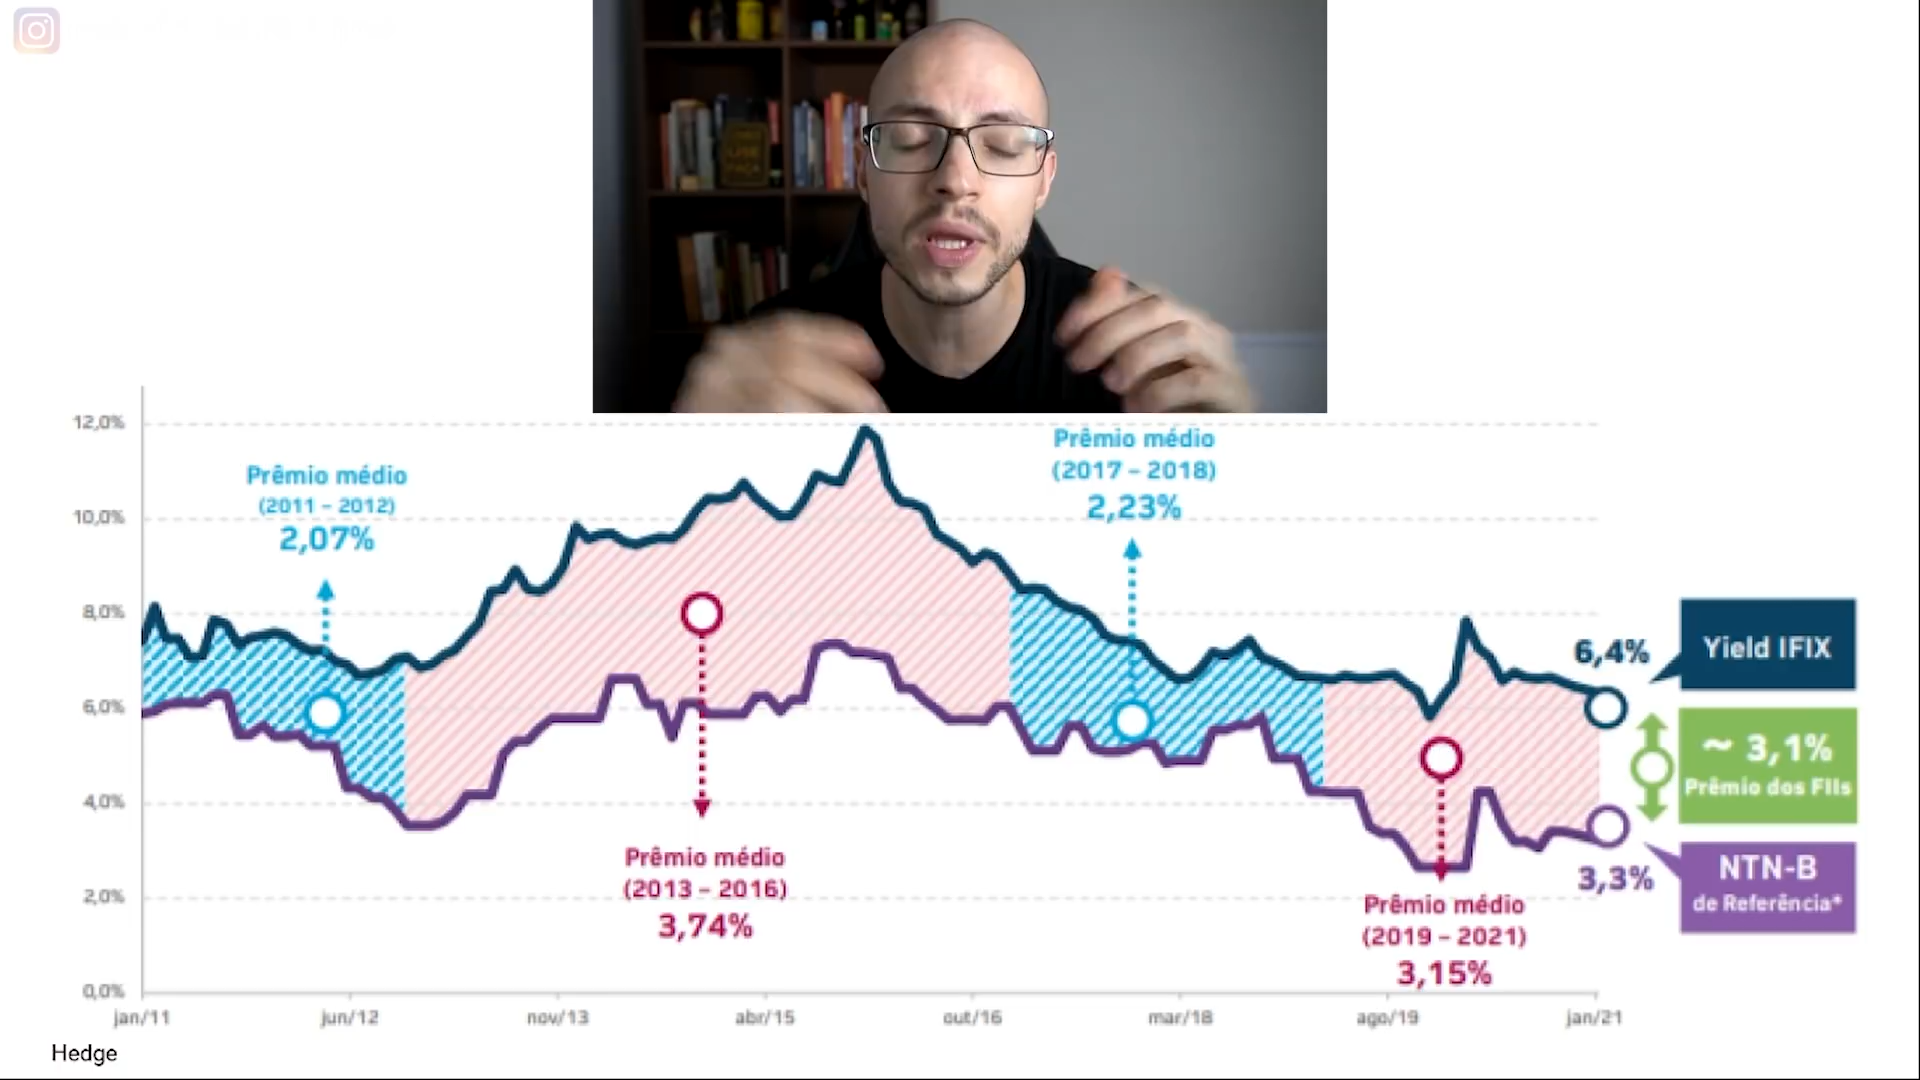 12,0%
10,0%
8,0%
6,0%
4,0%
2,0%
0,0%
Prêmio médio
(2011 – 2012)
2,07%
Prêmio médio
(2013 – 2016)
3,74%
Prêmio médio
(2017 – 2018)
2,23%
Prêmio médio
(2019 – 2021)
3,15%
6,4%
Yield IFIX
~ 3,1%
Prêmio dos FIIs
3,3%
NTN-B
de Referência*
jan/11
jun/12
nov/13
abr/15
out/16
mar/18
ago/19
jan/21
Hedge